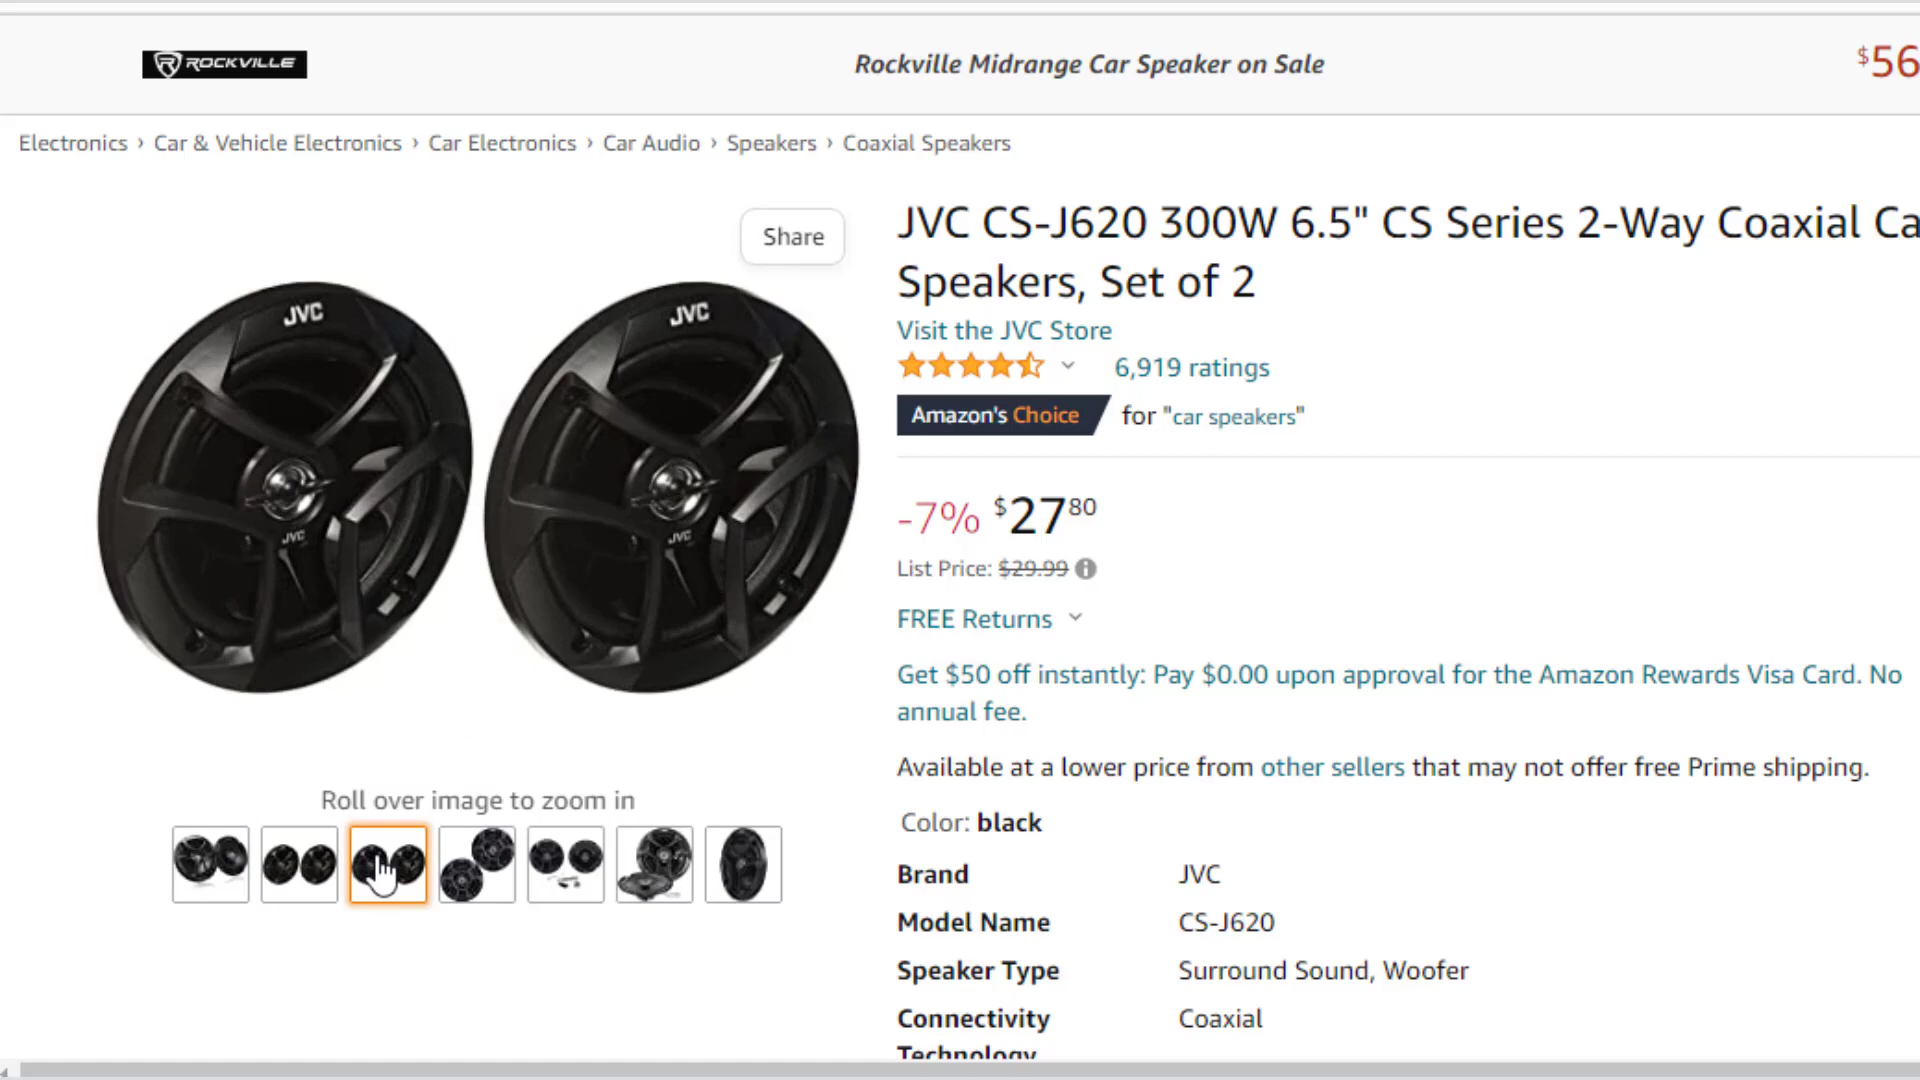 ROCKVILLE
Rockville Midrange Car Speaker on Sale
$56
Electronics › Car & Vehicle Electronics › Car Electronics › Car Audio › Speakers › Coaxial Speakers
Share
JVC
JVC
JVC
JVC
Roll over image to zoom in
JVC CS-J620 300W 6.5" CS Series 2-Way Coaxial Ca
Speakers, Set of 2
Visit the JVC Store
6,919 ratings
Amazon's Choice for "car speakers"
-7% $2780
List Price: $29.99
FREE Returns
Get $50 off instantly: Pay $0.00 upon approval for the Amazon Rewards Visa Card. No
annual fee.
Available at a lower price from other sellers that may not offer free Prime shipping.
Color: black
Brand JVC
Model Name CS-J620
Speaker Type Surround Sound, Woofer
Connectivity Coaxial
Technology